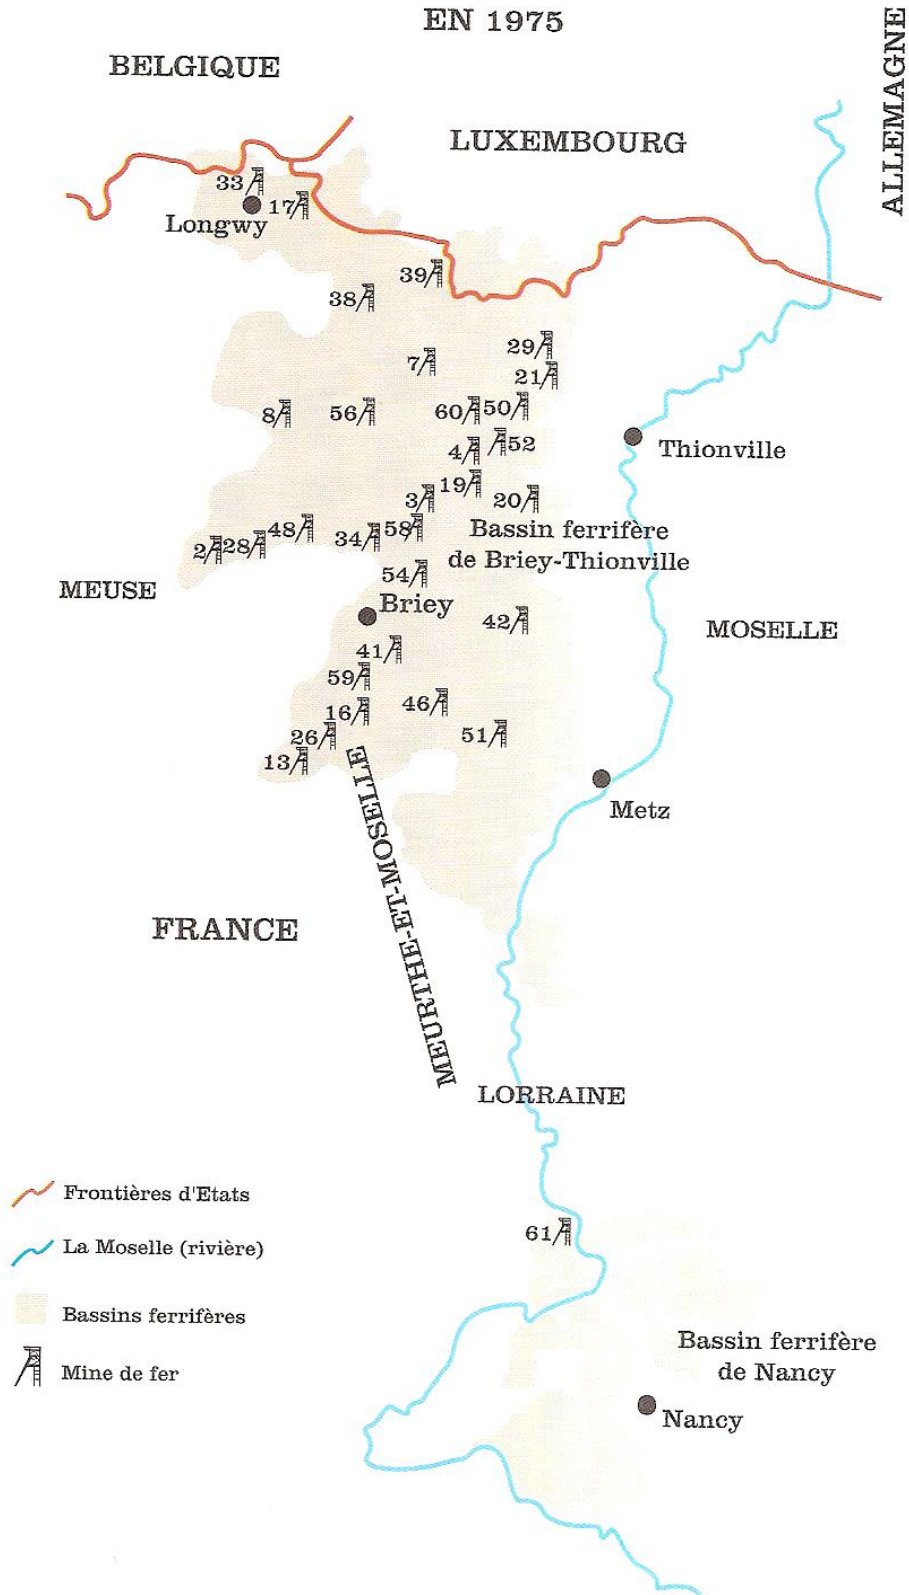 EN 1975
BELGIQUE
ALLEMAGNE
LUXEMBOURG
33
17
Longwy
39
38
29
7
21
8
56
60
50
52
4
Thionville
19
3
20
Bassin ferrifère
de Briey-Thionville
48
58
34
2
28
54
MEUSE
Briey
42
MOSELLE
41
59
46
16
51
26
13
Metz
MEURTHE-ET-MOSELLE
FRANCE
LORRAINE
Frontières d'Etats
La Moselle (rivière)
61
Bassins ferrifères
Bassin ferrifère
de Nancy
Mine de fer
Nancy